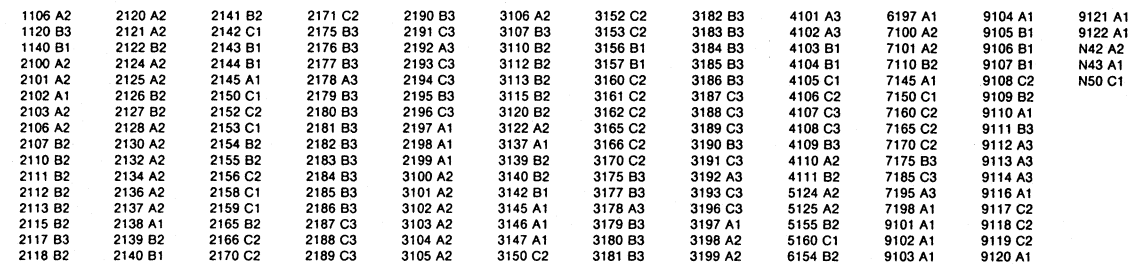 1106 A2 2120 A2 2141 B2 2171 C2 2190 B3 3106 A2 3152 C2 3182 B3 4101 A3 6197 A1 9104 A1 9121 A1
1120 B3 2121 A2 2142 C1 2175 B3 2191 C3 3107 B3 3153 C2 3183 B3 4102 A3 7100 A2 9105 B1 9122 A1
1140 B1 2122 B2 2143 B1 2176 B3 2192 A3 3110 B2 3156 B1 3184 B3 4103 B1 7101 A2 9106 B1 N42 A2
2100 A2 2124 A2 2144 B1 2177 B3 2193 C3 3112 B2 3157 B1 3185 B3 4104 B1 7110 B2 9107 B1 N43 A1
2101 A2 2125 A2 2145 A1 2178 A3 2194 C3 3113 B2 3160 C2 3186 B3 4105 C1 7145 A1 9108 C2 N50 C1
2102 A1 2126 B2 2150 C1 2179 B3 2195 B3 3115 B2 3161 C2 3187 C3 4106 C2 7150 C1 9109 B2
2103 A2 2127 B2 2152 C2 2180 B3 2196 C3 3120 B2 3162 C2 3188 C3 4107 C3 7160 C2 9110 A1
2106 A2 2128 A2 2153 C1 2181 B3 2197 A1 3122 A2 3165 C2 3189 C3 4108 C3 7165 C2 9111 B3
2107 B2 2130 A2 2154 B2 2182 B3 2198 A1 3137 A1 3166 C2 3190 B3 4109 B3 7170 C2 9112 A3
2110 B2 2132 A2 2155 B2 2183 B3 2199 A1 3139 B2 3170 C2 3191 C3 4110 A2 7175 B3 9113 A3
2111 B2 2134 A2 2156 C2 2184 B3 3100 A2 3140 B2 3175 B3 3192 A3 4111 B2 7185 C3 9114 A3
2112 B2 2136 A2 2158 C1 2185 B3 3101 A2 3142 B1 3177 B3 3193 C3 5124 A2 7195 A3 9116 A1
2113 B2 2137 A2 2159 C1 2186 B3 3102 A2 3145 A1 3178 A3 3196 C3 5125 A2 7198 A1 9117 C2
2115 B2 2138 A1 2165 B2 2187 C3 3103 A2 3146 A1 3179 B3 3197 A1 5155 B2 9101 A1 9118 C2
2117 B3 2139 B2 2166 C2 2188 C3 3104 A2 3147 A1 3180 B3 3198 A2 5160 C1 9102 A1 9119 C2
2118 B2 2140 B1 2170 C2 2189 C3 3105 A2 3150 C2 3181 B3 3199 A2 6154 B2 9103 A1 9120 A1